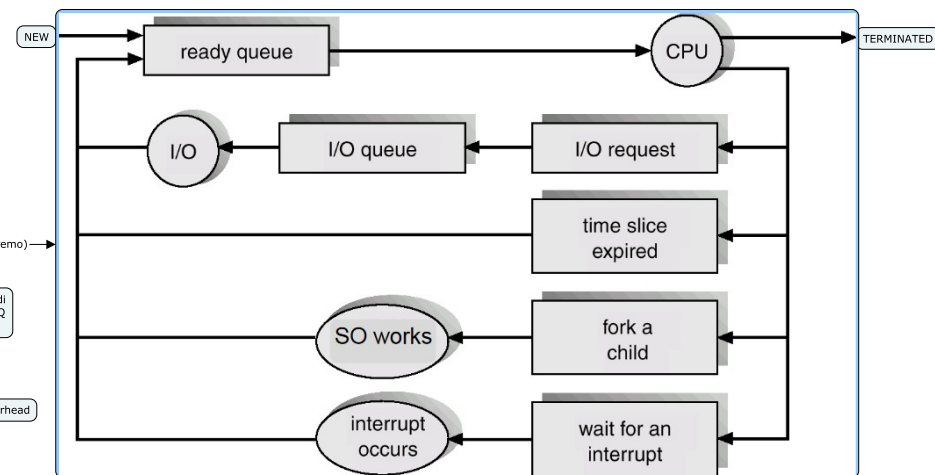 NEW
ready queue
CPU
TERMINATED
I/O
I/O queue
I/O request
time slice
expired
emo)
di
Q
SO works
fork a
child
rhead
interrupt
occurs
wait for an
interrupt